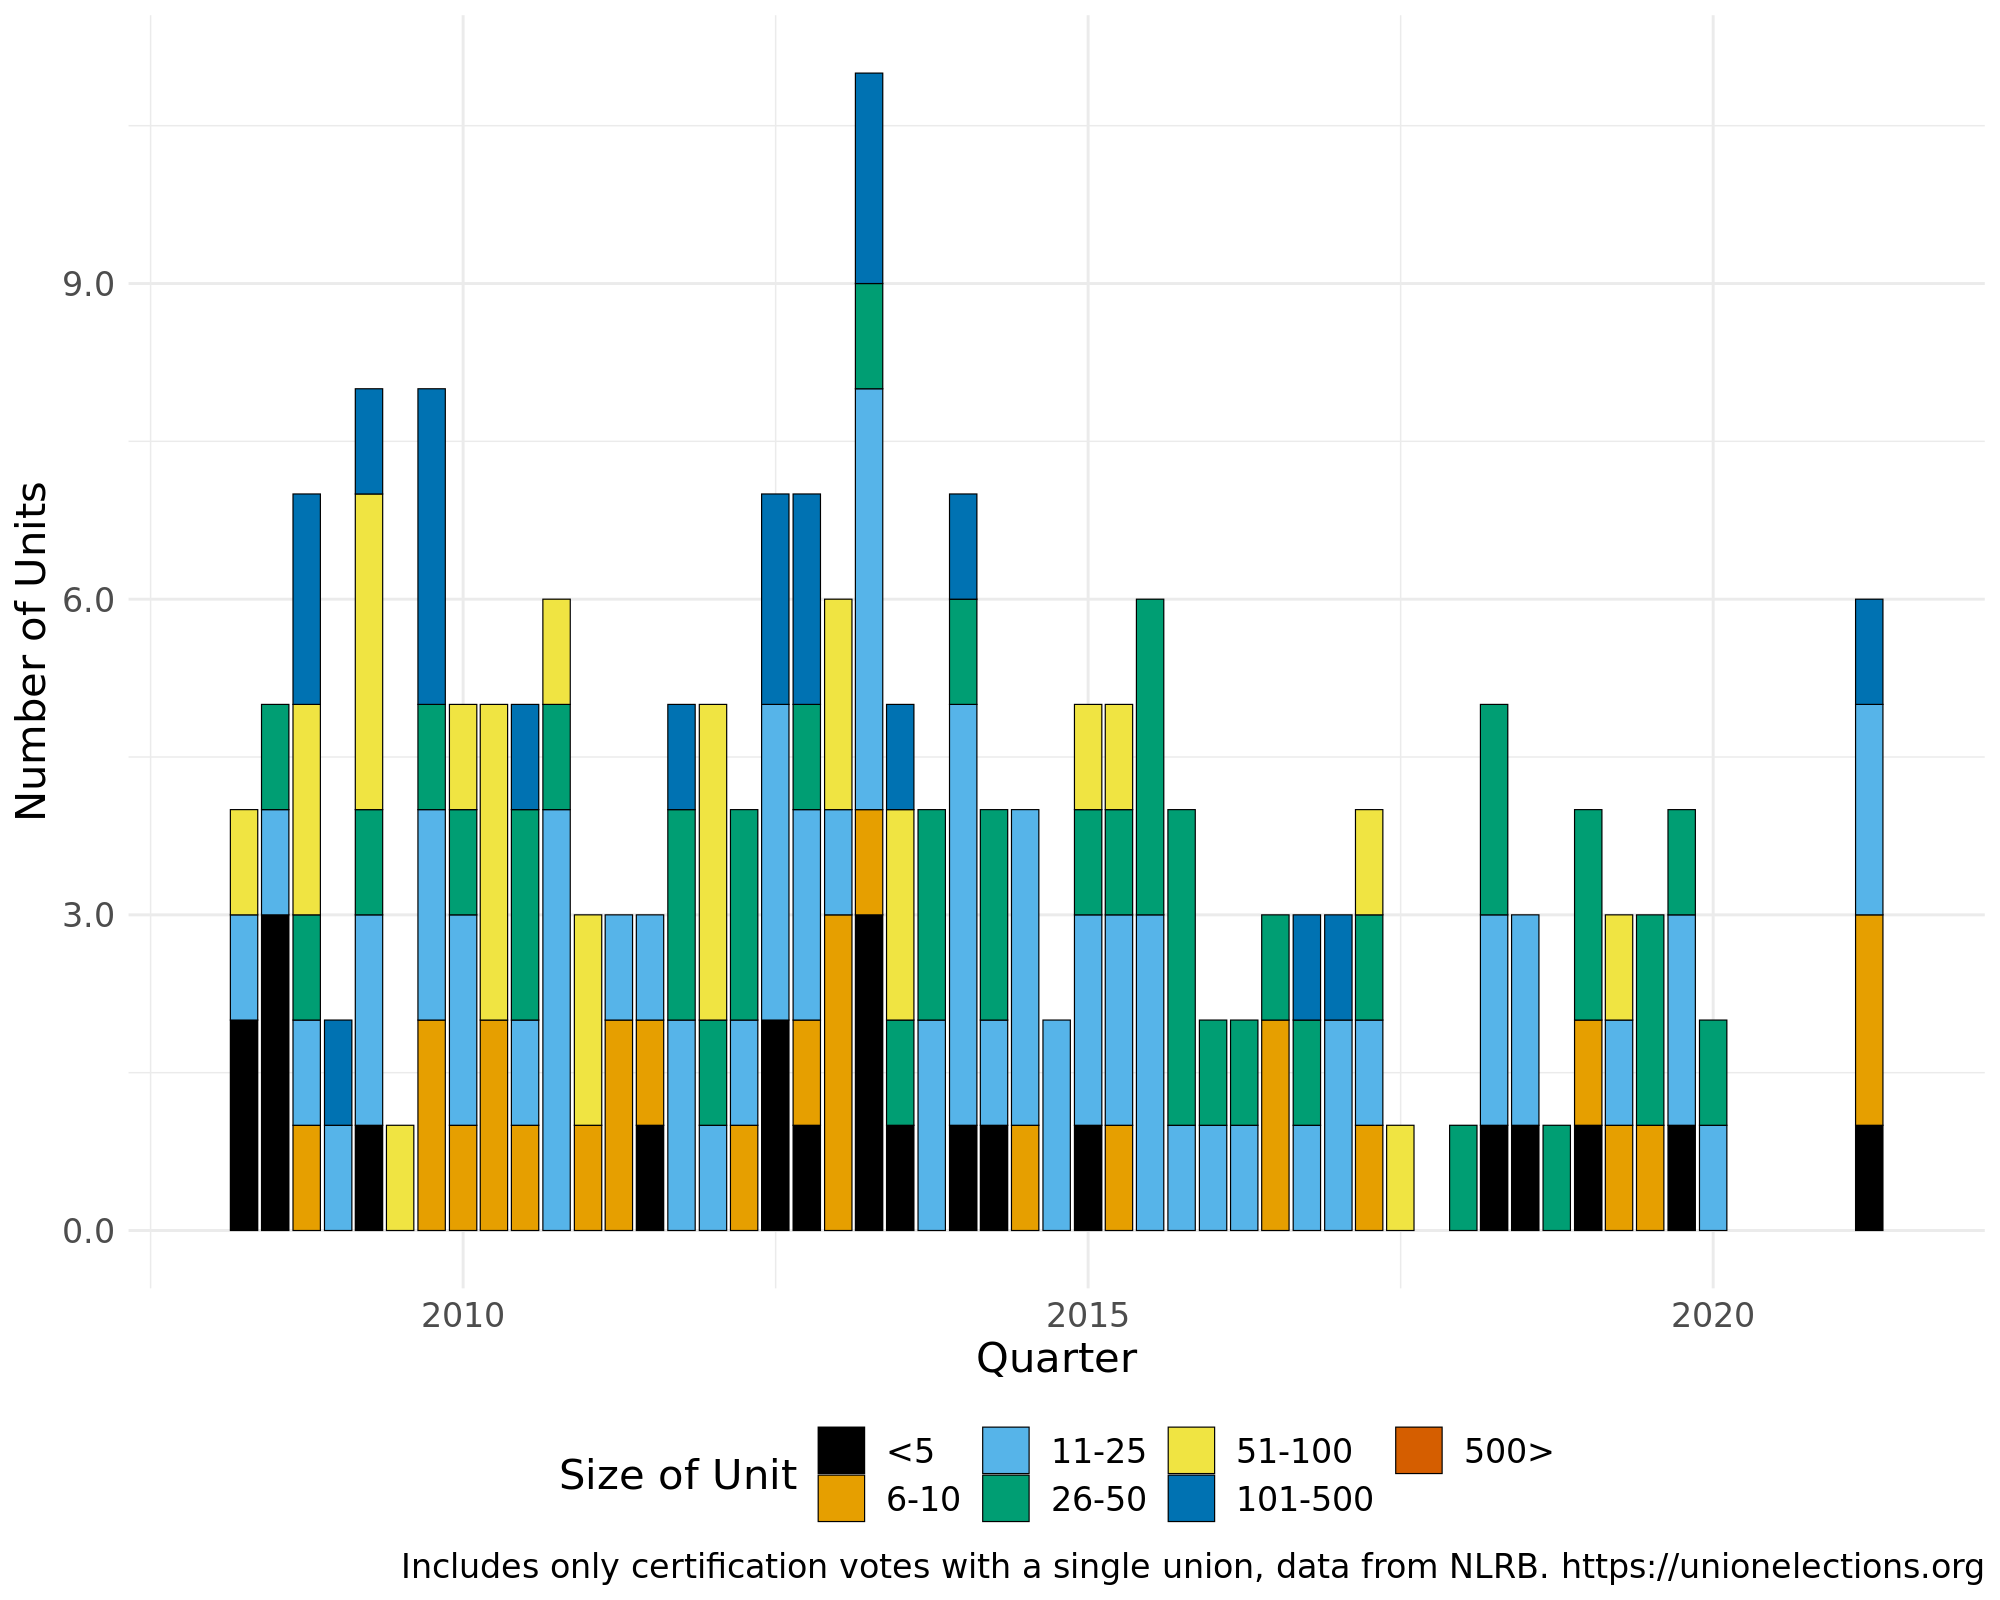 Number of Units
9.0
6.0
3.0
0.0
2010 2015 2020
Quarter
Size of Unit
<5 11-25 51-100 500>
6-10 26-50 101-500
Includes only certification votes with a single union, data from NLRB. https://unionelections.org